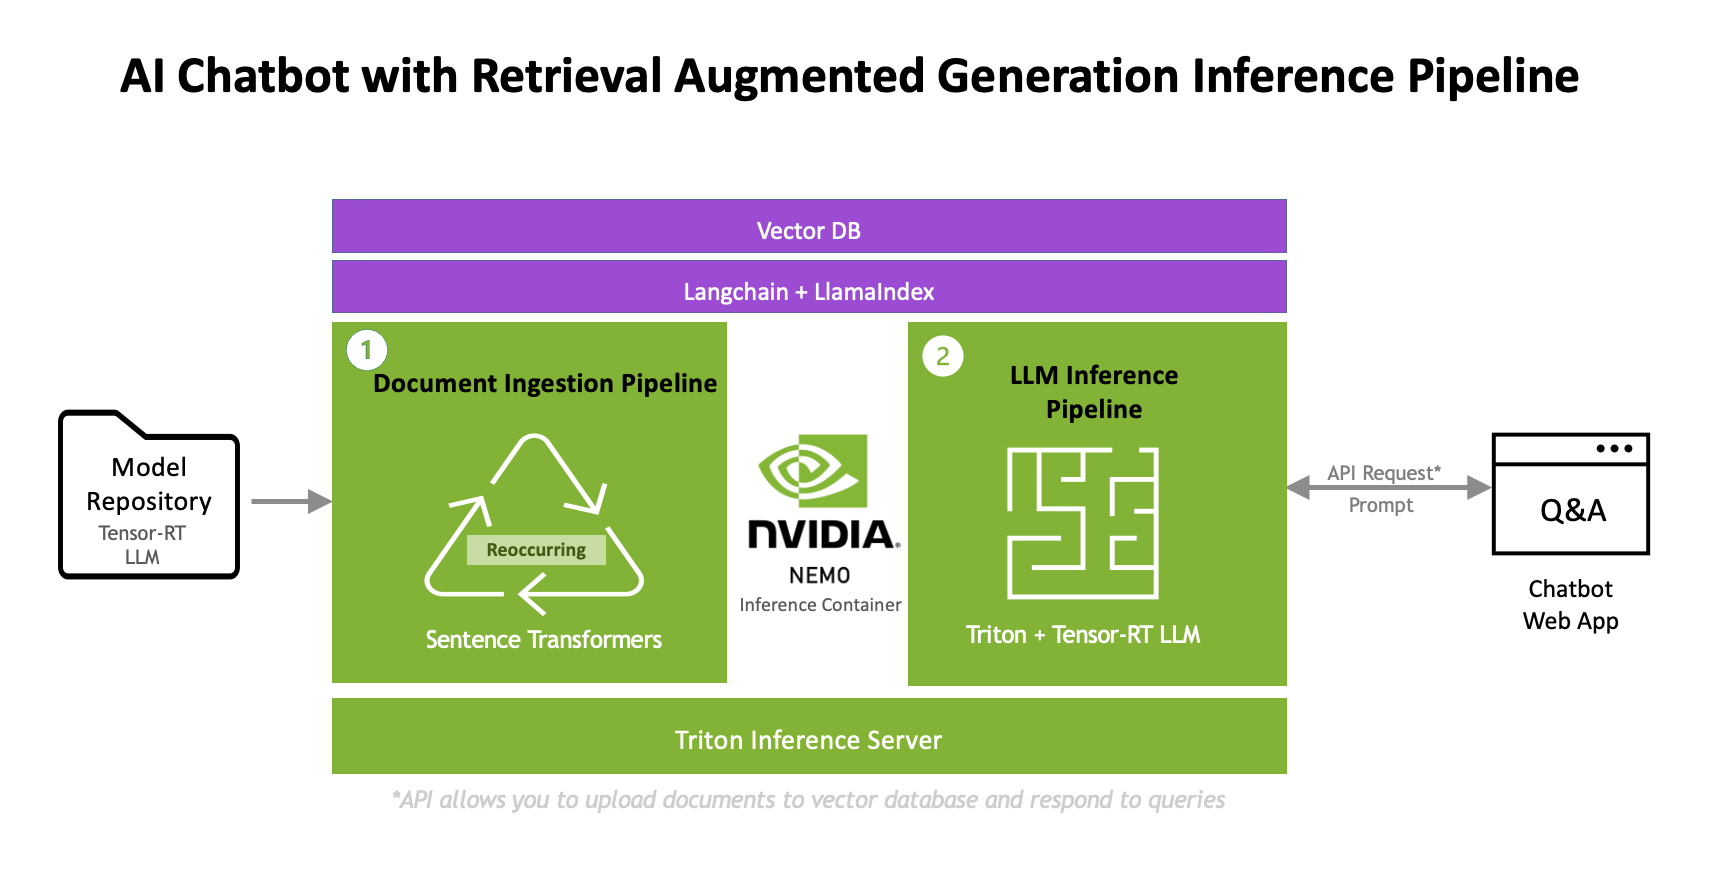 AI Chatbot with Retrieval Augmented Generation Inference Pipeline
Vector DB
Langchain + LlamaIndex
1
Document Ingestion Pipeline
Reoccurring
Sentence Transformers
2
LLM Inference
Pipeline
Triton + Tensor-RT LLM
Model
Repository
Tensor-RT
LLM
NVIDIA®
NEMO
Inference Container
API Request*
Prompt
Q&A
Chatbot
Web App
Triton Inference Server
*API allows you to upload documents to vector database and respond to queries